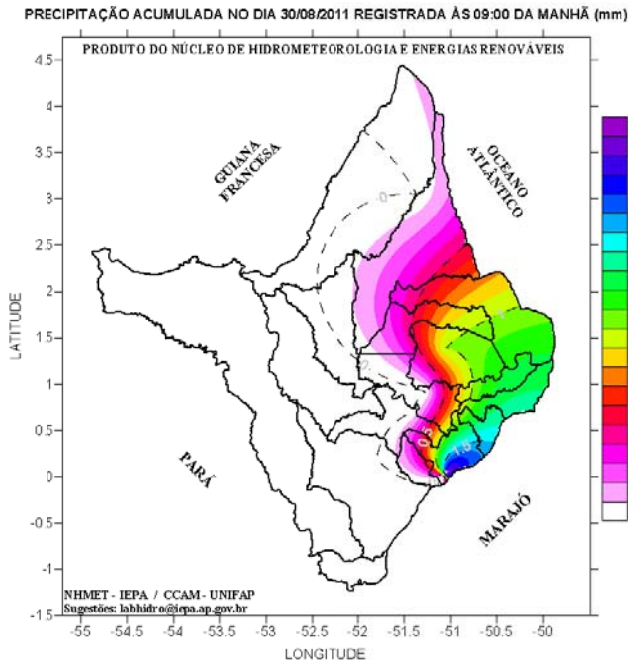 PRECIPITAÇÃO ACUMULADA NO DIA 30/08/2011 REGISTRADA ÀS 09:00 DA MANHÃ (mm)
PRODUTO DO NÚCLEO DE HIDROMETEOROLOGIA E ENERGIAS RENOVÁVEIS
4.5
4
3.5
3
2.5
2
1.5
1
0.5
0
-0.5
-1
-1.5
LATITUDE
GUIANA
FRANCESA
OCEANO
ATLÂNTICO
0
0
1
0.5
1.5
PARÁ
MARAJÓ
NHMET - IEPA / CCAM - UNIFAP
Sugestões: labhidro@iepa.ap.gov.br
-55 -54.5 -54 -53.5 -53 -52.5 -52 -51.5 -51 -50.5 -50
LONGITUDE